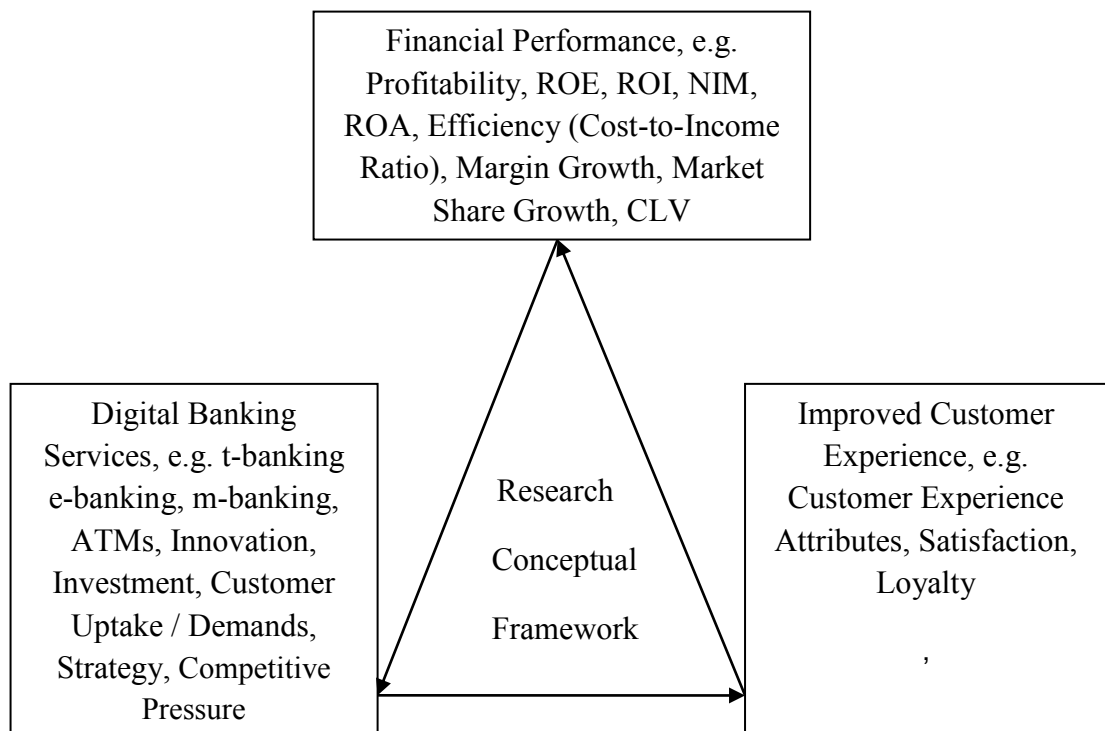 Financial Performance, e.g.
Profitability, ROE, ROI, NIM,
ROA, Efficiency (Cost-to-Income
Ratio), Margin Growth, Market
Share Growth, CLV
Digital Banking
Services, e.g. t-banking
e-banking, m-banking,
ATMs, Innovation,
Investment, Customer
Uptake / Demands,
Strategy, Competitive
Pressure
Research
Conceptual
Framework
Improved Customer
Experience, e.g.
Customer Experience
Attributes, Satisfaction,
Loyalty
,